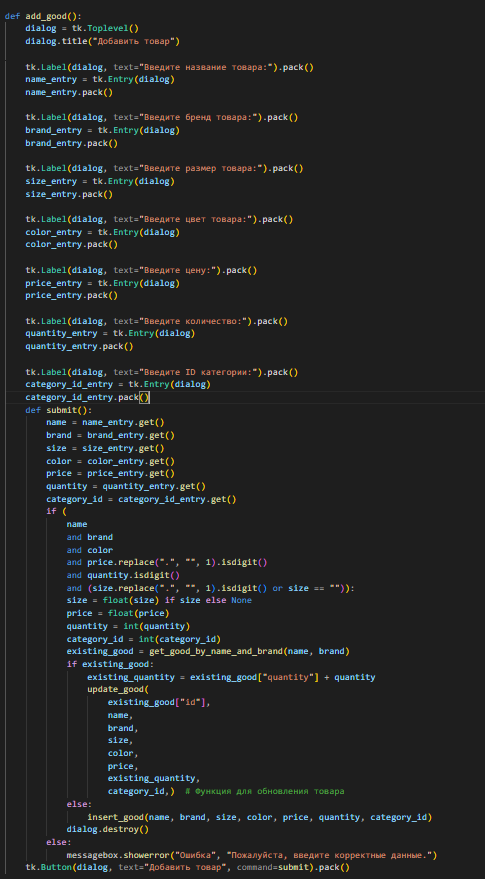 def add_good():
    dialog = tk.Toplevel()
    dialog.title("Добавить товар")

    tk.Label(dialog, text="Введите название товара:").pack()
    name_entry = tk.Entry(dialog)
    name_entry.pack()

    tk.Label(dialog, text="Введите бренд товара:").pack()
    brand_entry = tk.Entry(dialog)
    brand_entry.pack()

    tk.Label(dialog, text="Введите размер товара:").pack()
    size_entry = tk.Entry(dialog)
    size_entry.pack()

    tk.Label(dialog, text="Введите цвет товара:").pack()
    color_entry = tk.Entry(dialog)
    color_entry.pack()

    tk.Label(dialog, text="Введите цену:").pack()
    price_entry = tk.Entry(dialog)
    price_entry.pack()

    tk.Label(dialog, text="Введите количество:").pack()
    quantity_entry = tk.Entry(dialog)
    quantity_entry.pack()

    tk.Label(dialog, text="Введите ID категории:").pack()
    category_id_entry = tk.Entry(dialog)
    category_id_entry.pack()
    def submit():
        name = name_entry.get()
        brand = brand_entry.get()
        size = size_entry.get()
        color = color_entry.get()
        price = price_entry.get()
        quantity = quantity_entry.get()
        category_id = category_id_entry.get()
        if (
            name
            and brand
            and color
            and price.replace(".", "", 1).isdigit()
            and quantity.isdigit()
            and (size.replace(".", "", 1).isdigit() or size == "")):
            size = float(size) if size else None
            price = float(price)
            quantity = int(quantity)
            category_id = int(category_id)
            existing_good = get_good_by_name_and_brand(name, brand)
            if existing_good:
                existing_quantity = existing_good["quantity"] + quantity
                update_good(
                    existing_good["id"],
                    name,
                    brand,
                    size,
                    color,
                    price,
                    existing_quantity,
                    category_id,)  # Функция для обновления товара
            else:
                insert_good(name, brand, size, color, price, quantity, category_id)
            dialog.destroy()
        else:
            messagebox.showerror("Ошибка", "Пожалуйста, введите корректные данные.")
    tk.Button(dialog, text="Добавить товар", command=submit).pack()